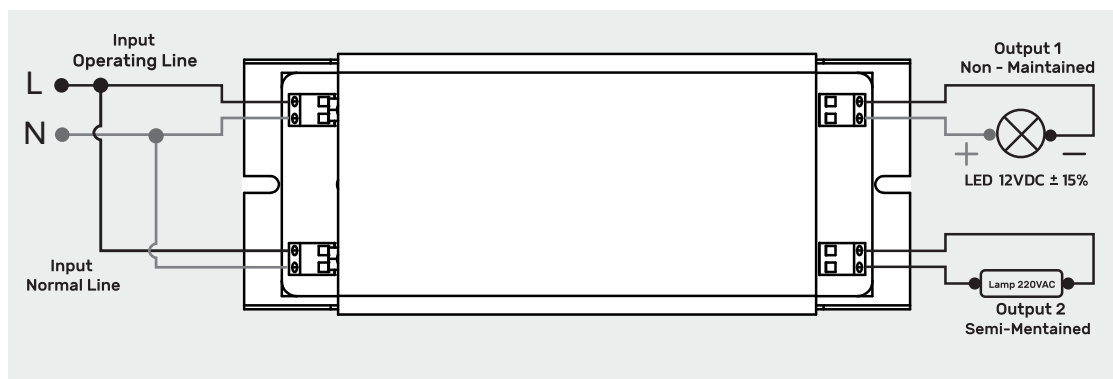 Input
Operating Line
L
N
Input
Normal Line
Output 1
Non - Maintained
+ −
LED 12VDC ± 15%
Lamp 220VAC
Output 2
Semi-Mentained